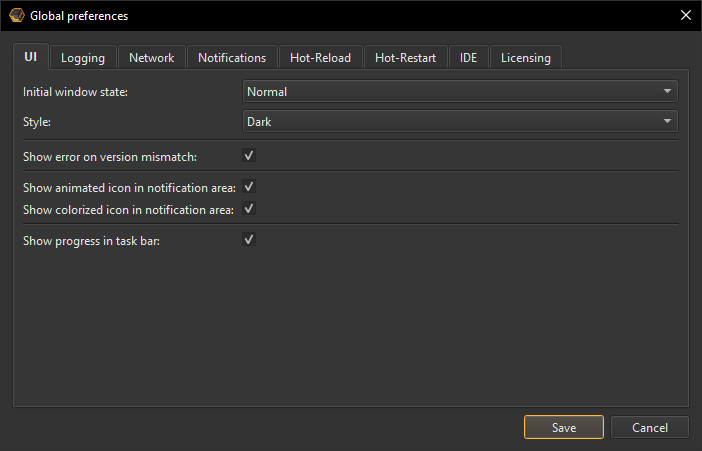 Global preferences
UI Logging Network Notifications Hot-Reload Hot-Restart IDE Licensing
Initial window state: Normal
Style: Dark
Show error on version mismatch:
Show animated icon in notification area:
Show colorized icon in notification area:
Show progress in task bar:
Save Cancel